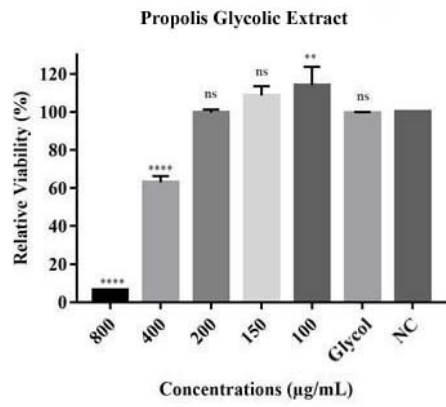 Propolis Glycolic Extract
Relative Viability (%)
120
100
80
60
40
20
0
****
****
ns
ns
**
ns
800
400
200
150
100
Glycol
NC
Concentrations (µg/mL)